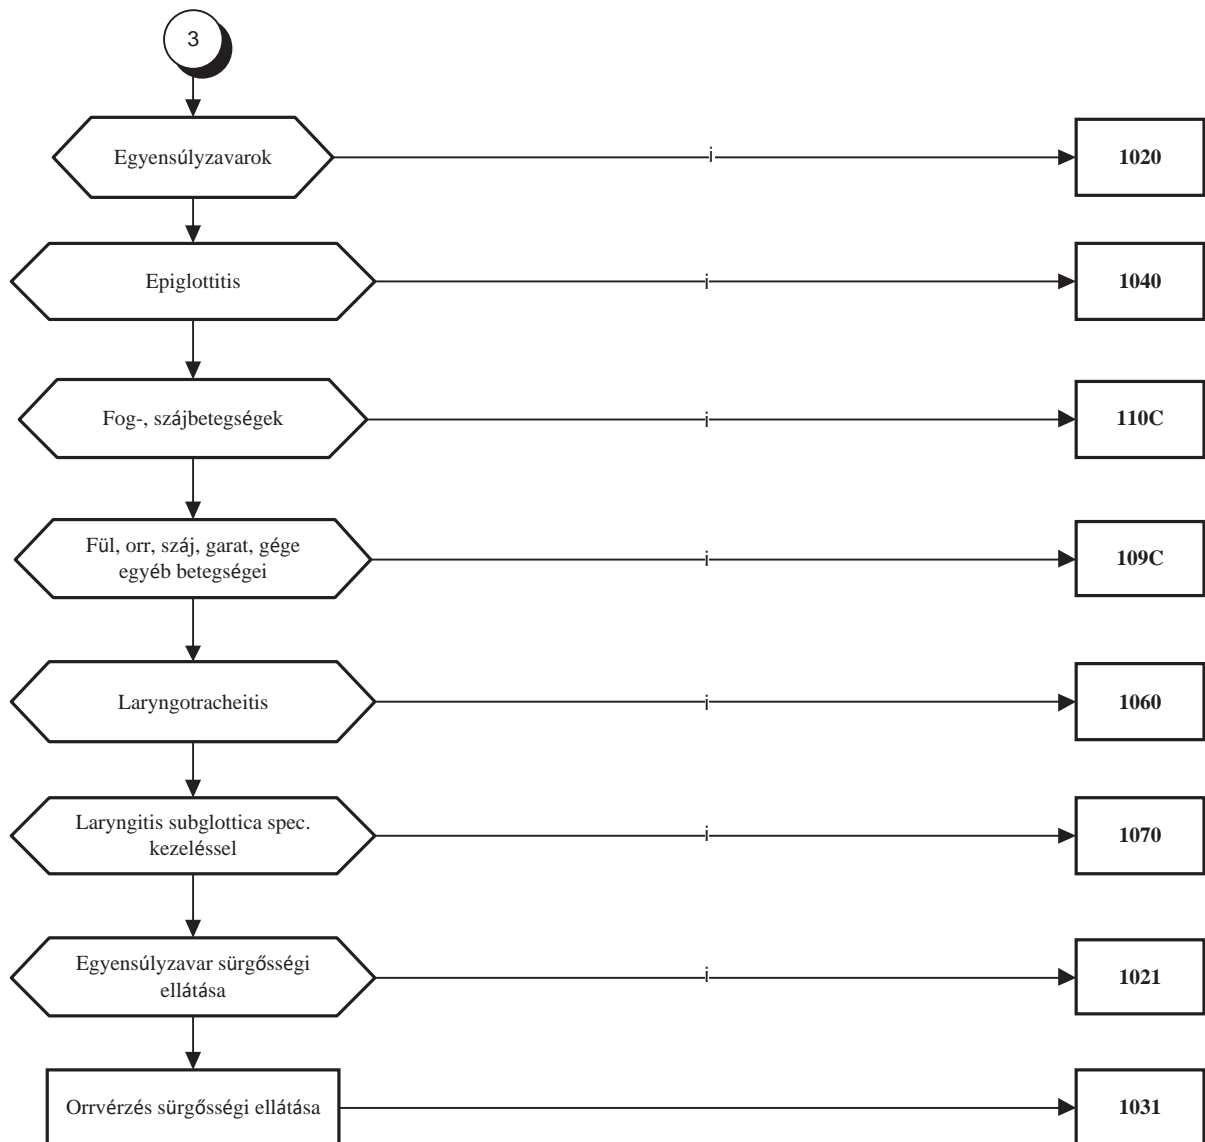 3
Egyensúlyzavarok
i
1020
Epiglottitis
i
1040
Fog-, szájbetegségek
i
110C
Fül, orr, száj, garat, gége
egyéb betegségei
i
109C
Laryngotracheitis
i
1060
Laryngitis subglottica spec.
kezeléssel
i
1070
Egyensúlyzavar sürgősségi
ellátása
i
1021
Orrvérzés sürgősségi ellátása
1031